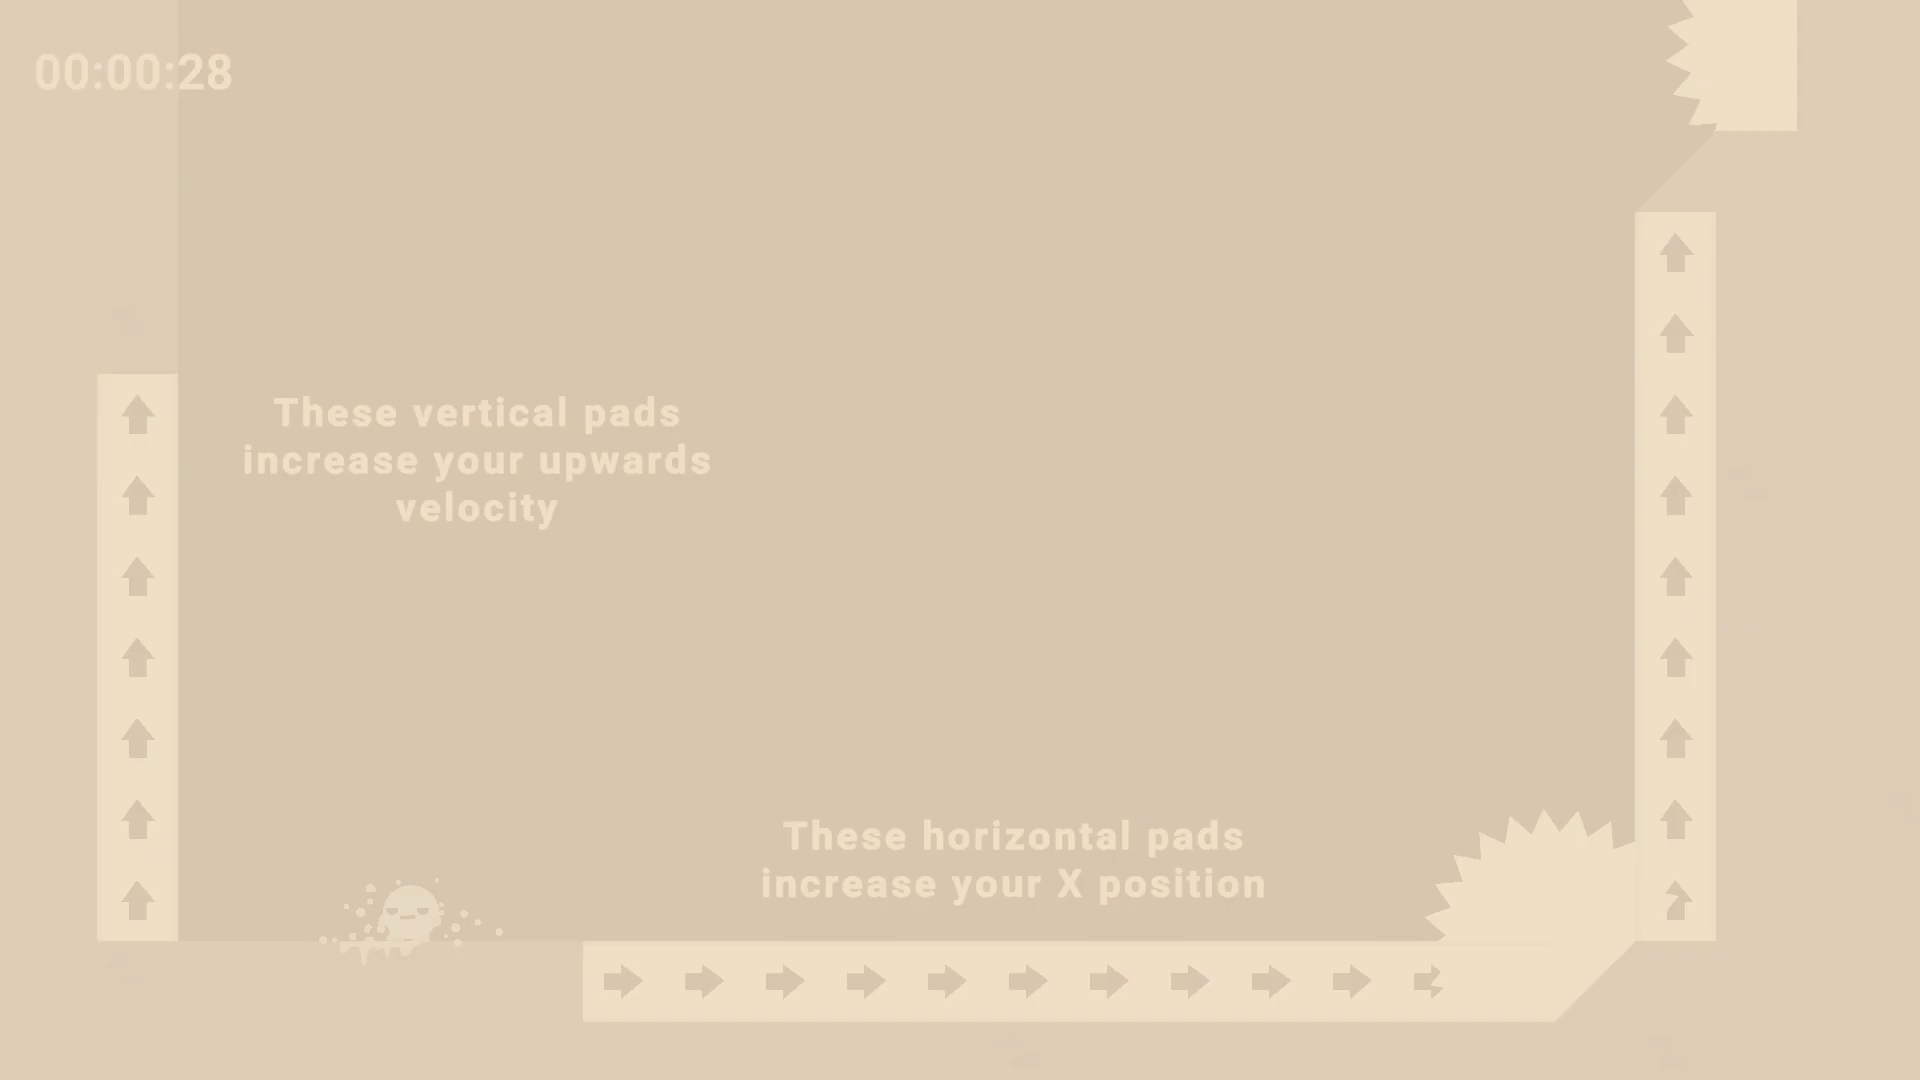 00:00:28
These vertical pads
increase your upwards
velocity
These horizontal pads
increase your X position